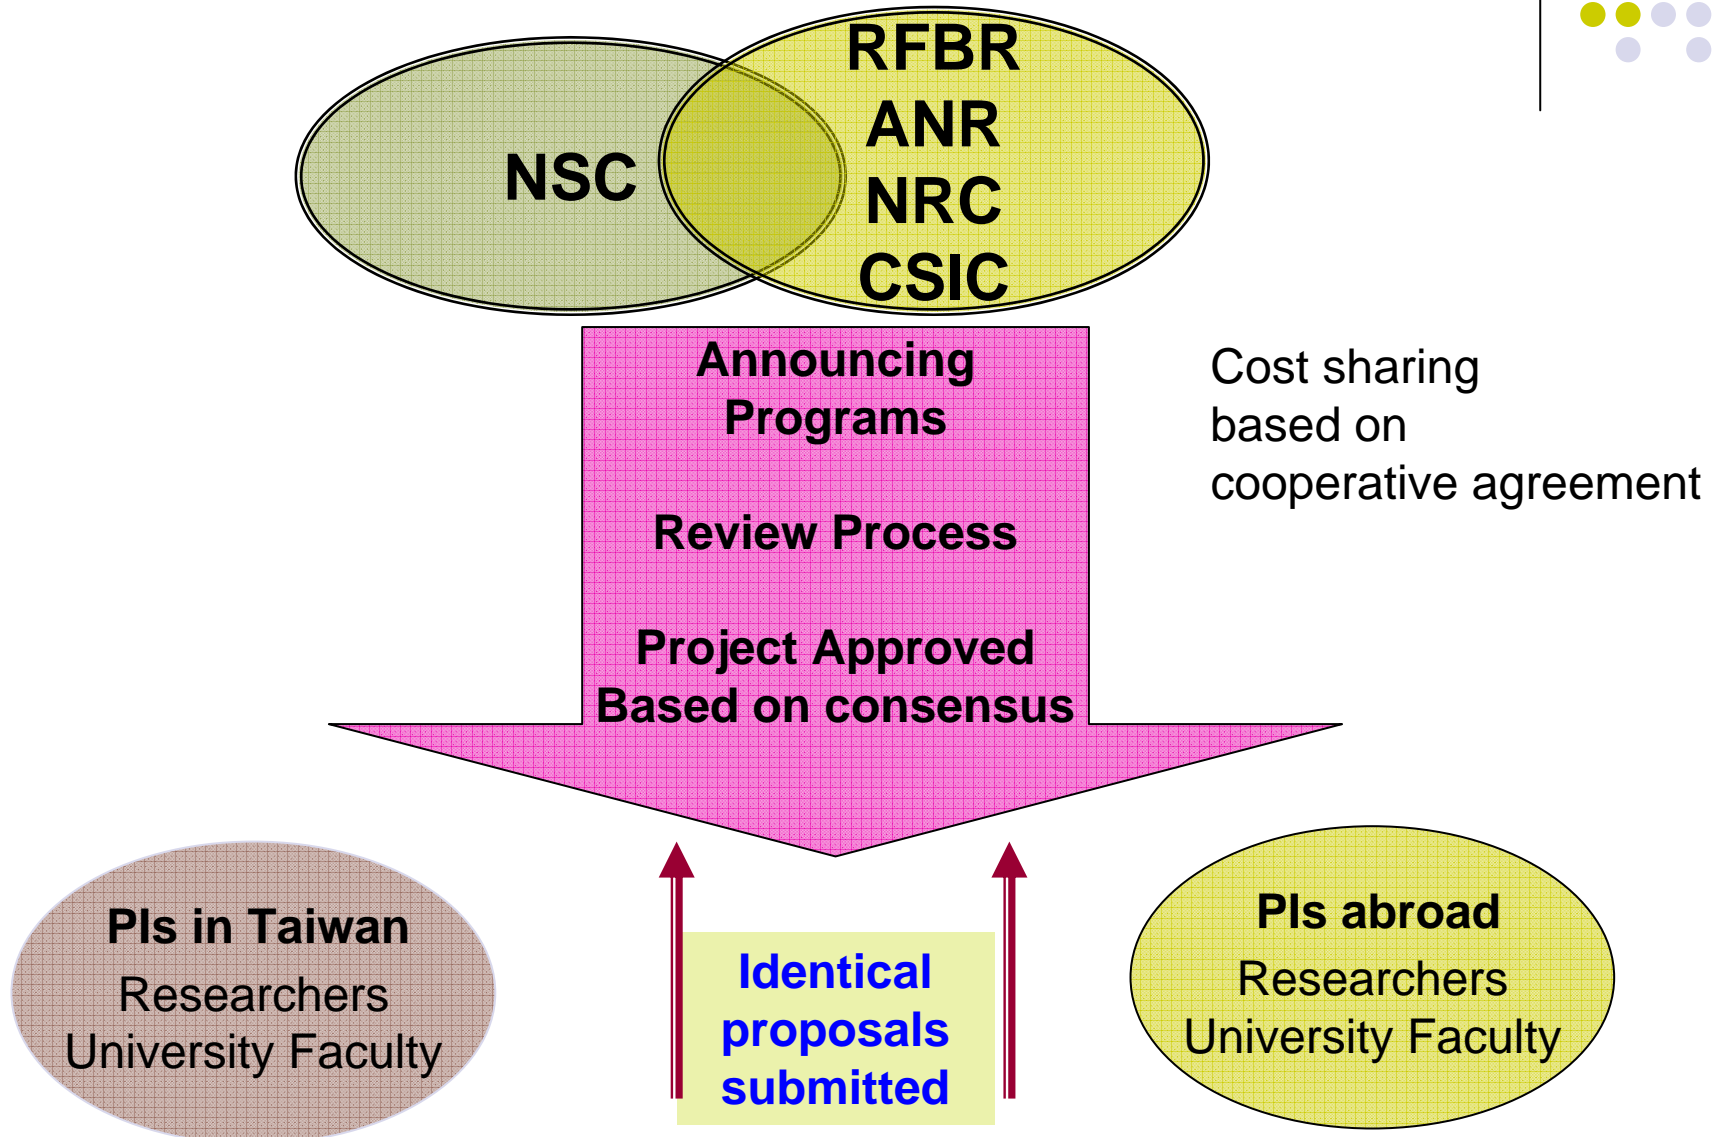 NSC
RFBR
ANR
NRC
CSIC
Announcing
Programs
Review Process
Project Approved
Based on consensus
Cost sharing
based on
cooperative agreement
PIs in Taiwan
Researchers
University Faculty
Identical
proposals
submitted
PIs abroad
Researchers
University Faculty